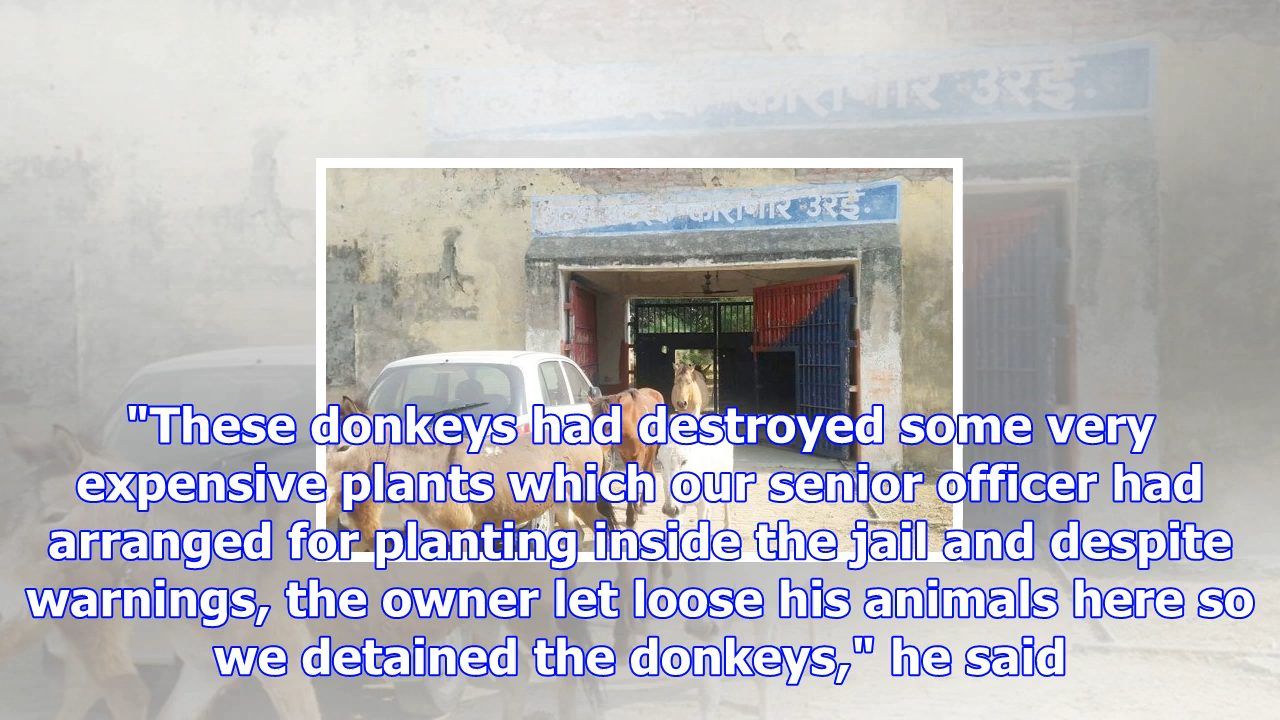 कारागार उरई.
"These donkeys had destroyed some very
expensive plants which our senior officer had
arranged for planting inside the jail and despite
warnings, the owner let loose his animals here so
we detained the donkeys," he said